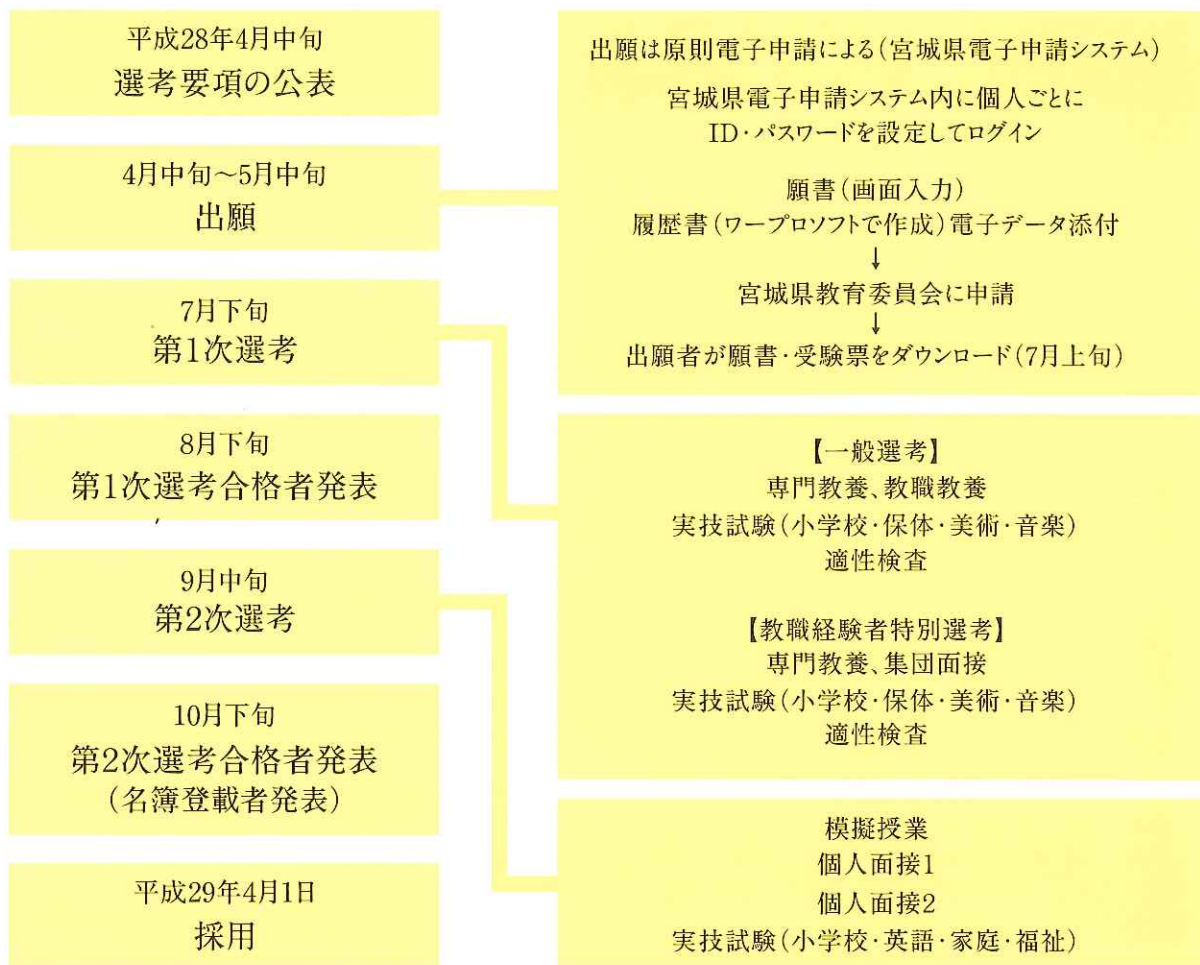 平成28年4月中旬
選考要項の公表
4月中旬～5月中旬
出願
7月下旬
第1次選考
8月下旬
第1次選考合格者発表
9月中旬
第2次選考
10月下旬
第2次選考合格者発表
(名簿登載者発表)
平成29年4月1日
採用
出願は原則電子申請による(宮城県電子申請システム)
宮城県電子申請システム内に個人ごとに
ID・パスワードを設定してログイン
願書(画面入力)
履歴書(ワープロソフトで作成)電子データ添付
↓
宮城県教育委員会に申請
↓
出願者が願書・受験票をダウンロード(7月上旬)
【一般選考】
専門教養、教職教養
実技試験(小学校・保体・美術・音楽)
適性検査
【教職経験者特別選考】
専門教養、集団面接
実技試験(小学校・保体・美術・音楽)
適性検査
模擬授業
個人面接1
個人面接2
実技試験(小学校・英語・家庭・福祉)